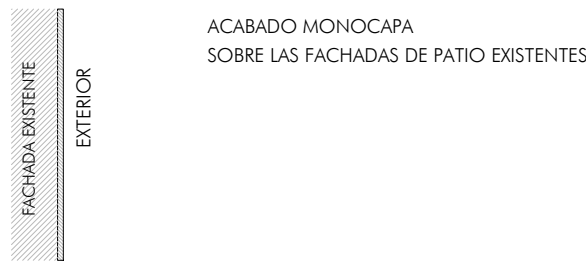 ACABADO MONOCAPA
SOBRE LAS FACHADAS DE PATIO EXISTENTES
FACHADA EXISTENTE
EXTERIOR